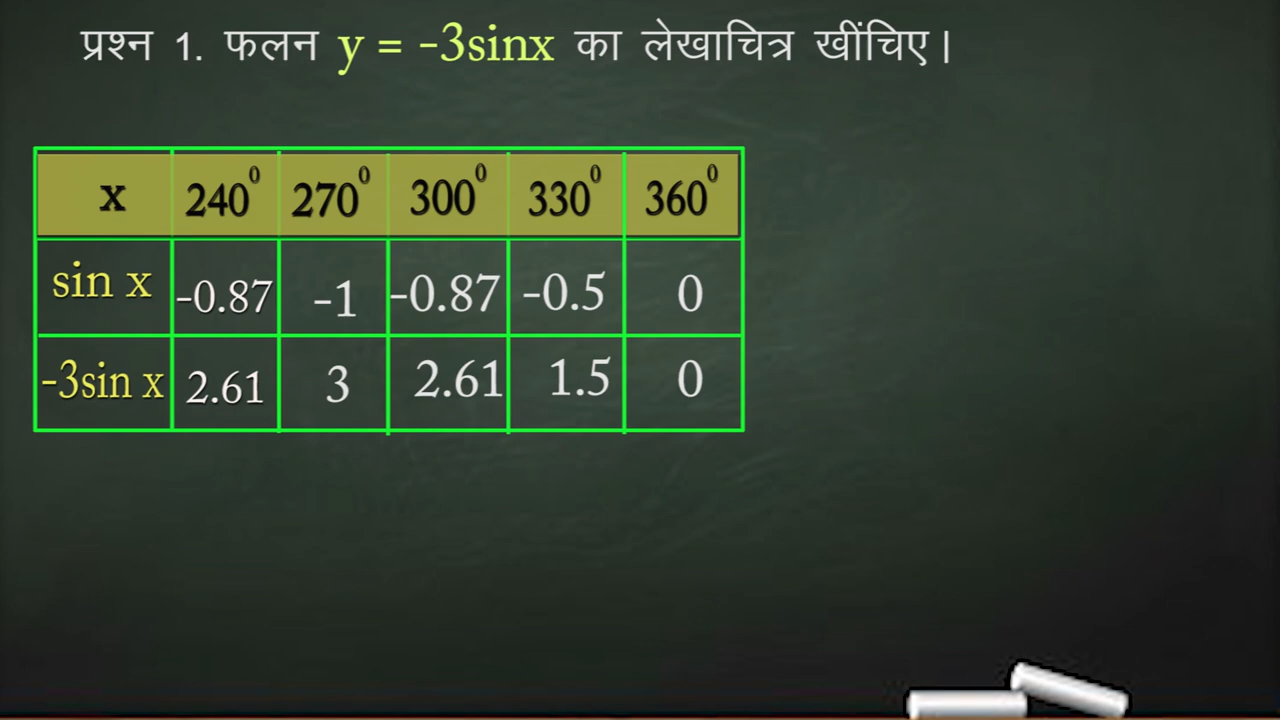 प्रश्न 1. फलन y = -3sinx का लेखाचित्र खींचिए।
x 240⁰ 270⁰ 300⁰ 330⁰ 360⁰
sin x -0.87 -1 -0.87 -0.5 0
-3sin x 2.61 3 2.61 1.5 0